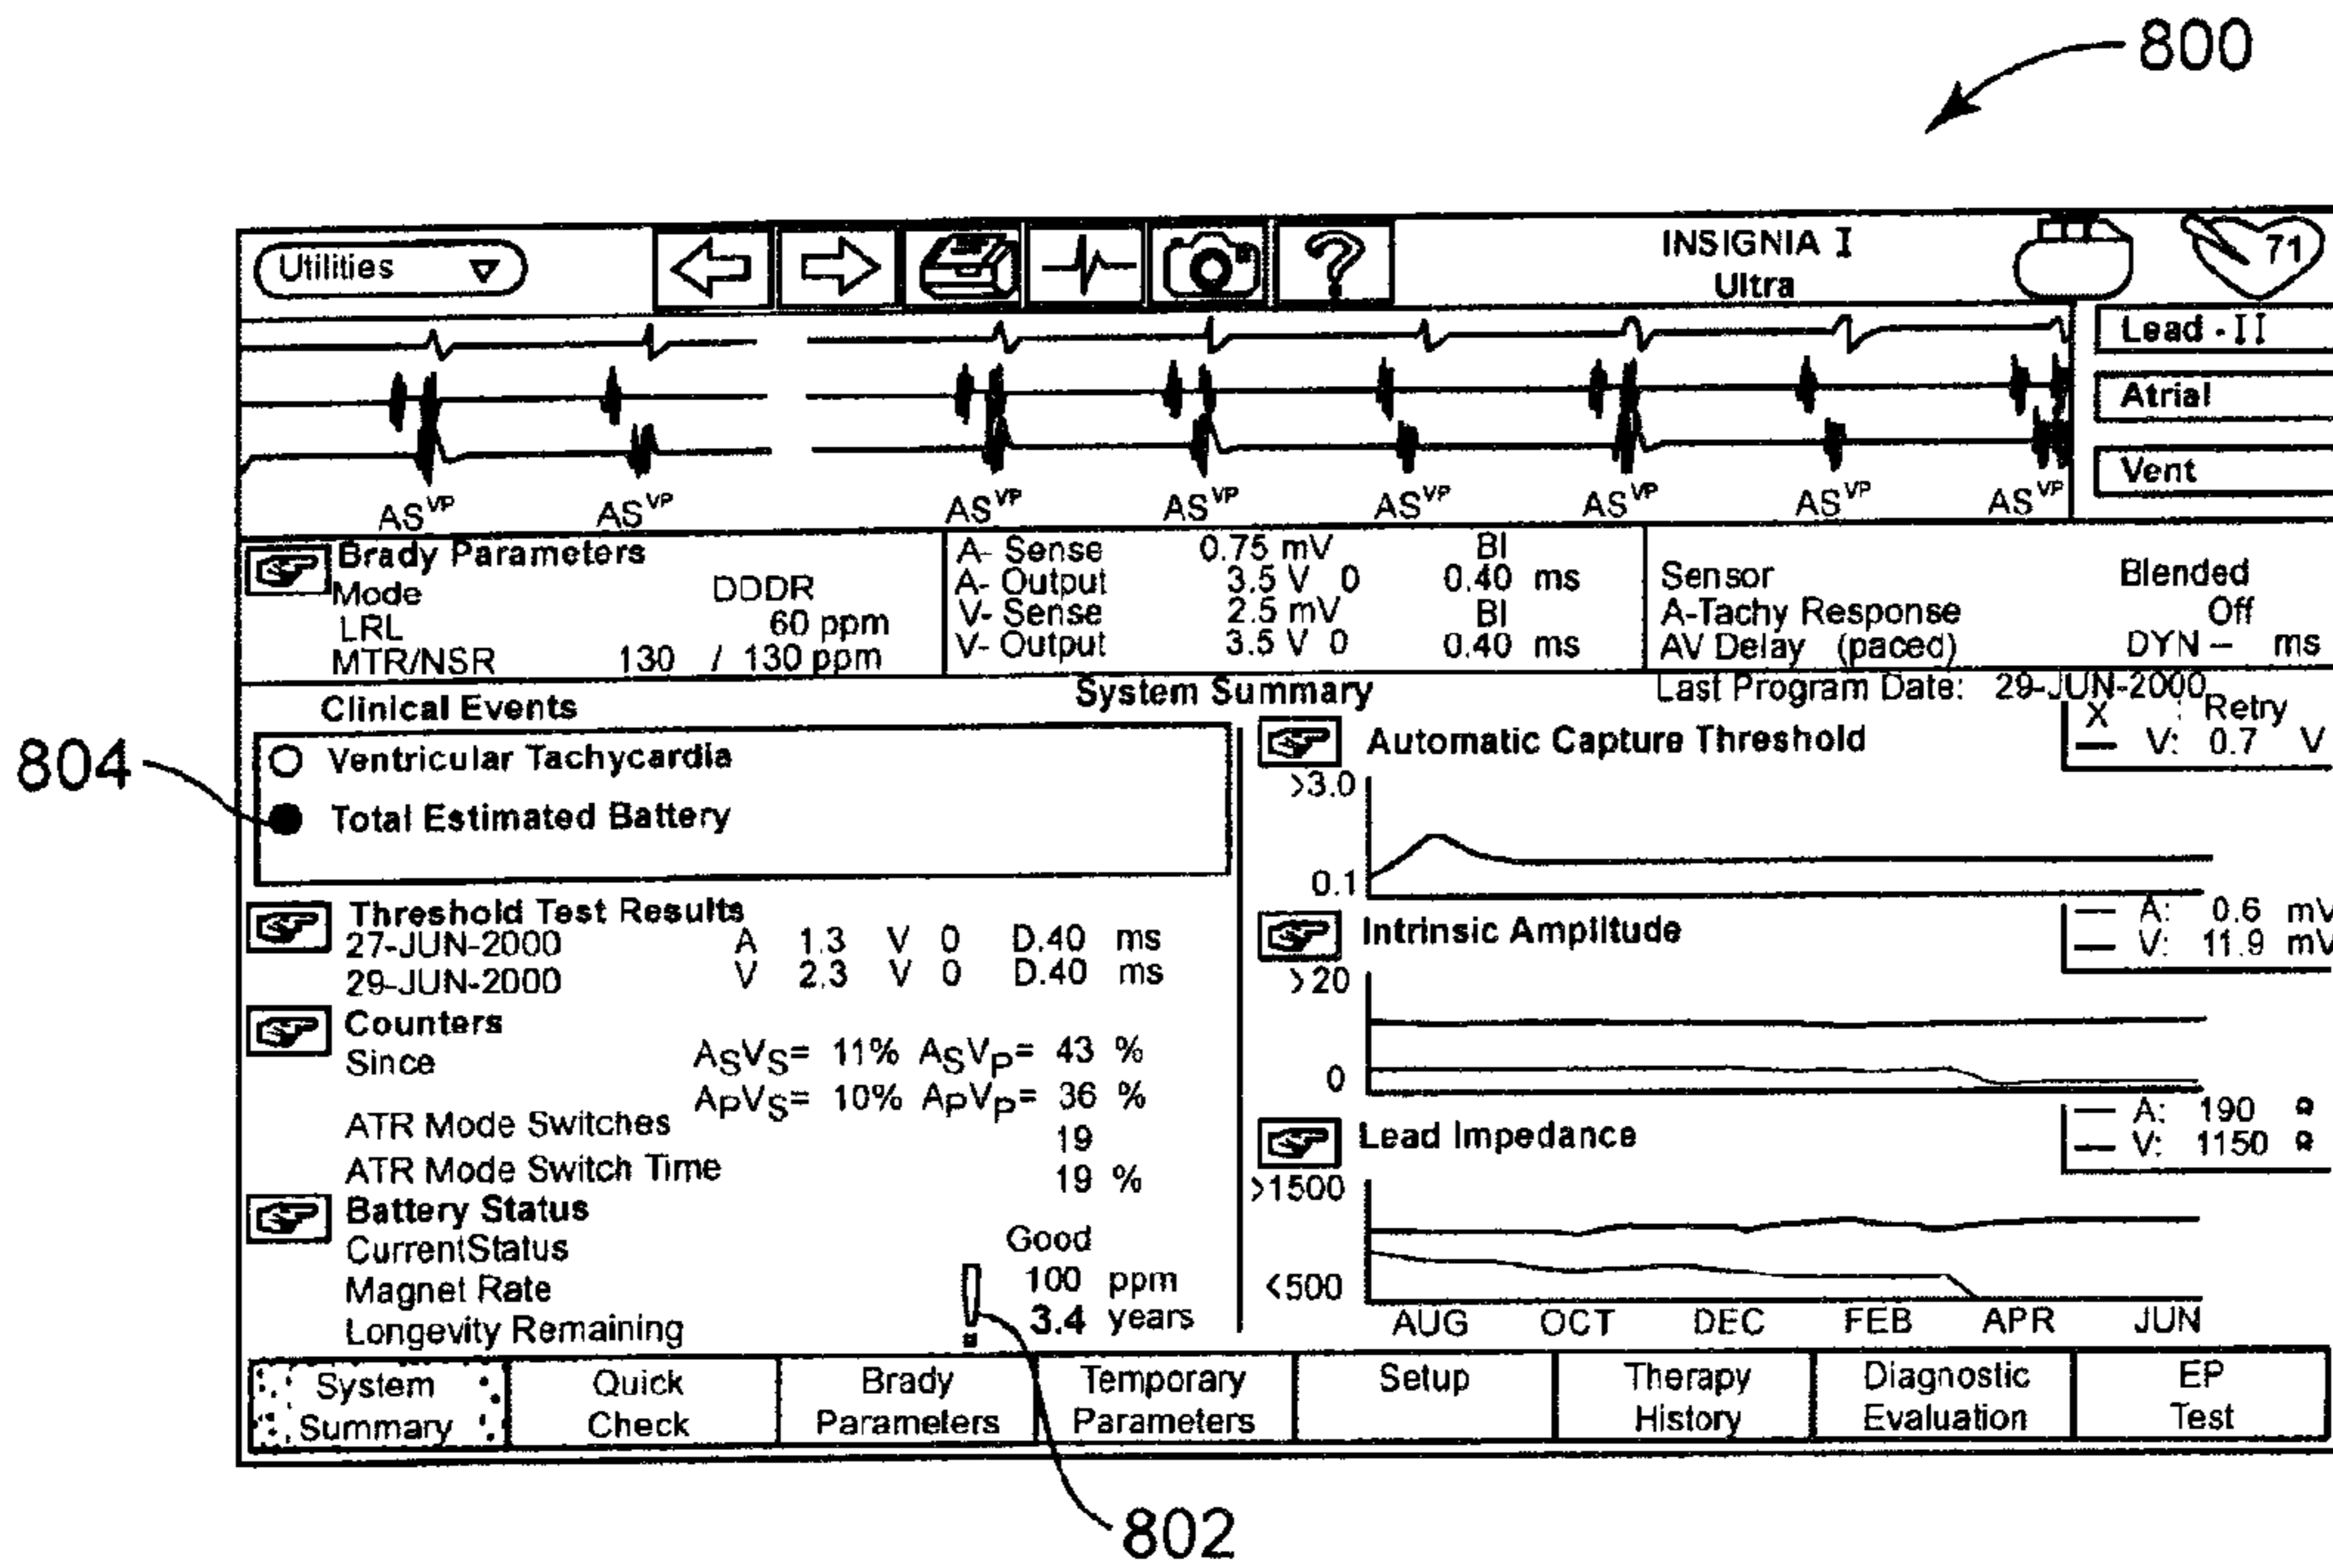 800
Utilities
INSIGNIA I
Ultra
71
Lead - II
Atrial
Vent
AS VP AS VP AS VP AS VP AS VP AS VP AS VP AS VP
Brady Parameters
Mode DDDR
LRL 60 ppm
MTR/NSR 130 / 130 ppm
A- Sense 0.75 mV BI
A- Output 3.5 V 0 0.40 ms
V- Sense 2.5 mV BI
V- Output 3.5 V 0 0.40 ms
Sensor Blended
A-Tachy Response Off
AV Delay (paced) DYN – ms
System Summary
Last Program Date: 29-JUN-2000
Clinical Events
804
Ventricular Tachycardia
Total Estimated Battery
Threshold Test Results
27-JUN-2000 A 1.3 V 0 D.40 ms
29-JUN-2000 V 2.3 V 0 D.40 ms
Counters
Since ASVS= 11% ASVP= 43 %
APVS= 10% APVP= 36 %
ATR Mode Switches 19
ATR Mode Switch Time 19 %
Battery Status
CurrentStatus Good
Magnet Rate 100 ppm
Longevity Remaining ! 3.4 years
Automatic Capture Threshold
X : Retry
— V: 0.7 V
>3.0
0.1
Intrinsic Amplitude
— A: 0.6 mV
— V: 11.9 mV
>20
0
Lead Impedance
— A: 190 Ω
— V: 1150 Ω
>1500
<500
AUG OCT DEC FEB APR JUN
System Summary
Quick Check
Brady Parameters
Temporary Parameters
Setup
Therapy History
Diagnostic Evaluation
EP Test
802